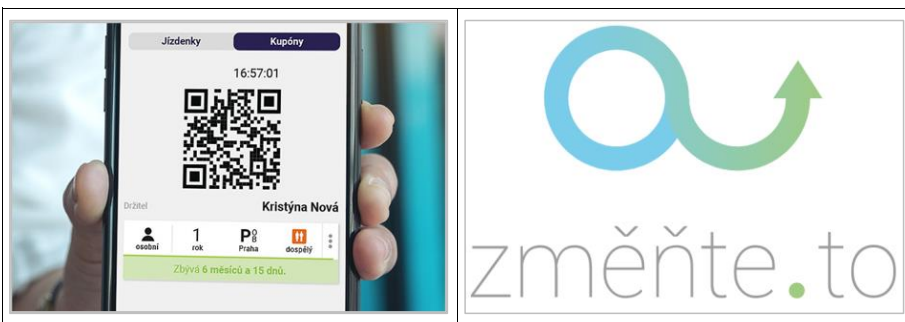 Jízdenky Kupóny
16:57:01
Držitel
Kristýna Nová
osobní
1
rok
P 0 B
Praha
dospělý
Zbývá 6 měsíců a 15 dnů.
změňte.to